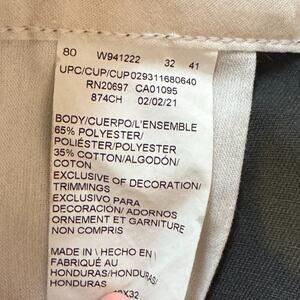 80 W941222 32 41
UPC/CUP/CUP029311680640
RN20697 CA01095
874CH 02/02/21
BODY/CUERPO/L'ENSEMBLE
65% POLYESTER/
POLIÉSTER/POLYESTER
35% COTTON/ALGODÓN/
COTON
EXCLUSIVE OF DECORATION/
TRIMMINGS
EXCLUSIVO PARA
DECORACIÓN/ ADORNOS
ORNEMENT ET GARNITURE
NON COMPRIS
MADE IN \ HECHO EN \
FABRIQUÉ AU
HONDURAS/HONDURAS/
HONDURAS